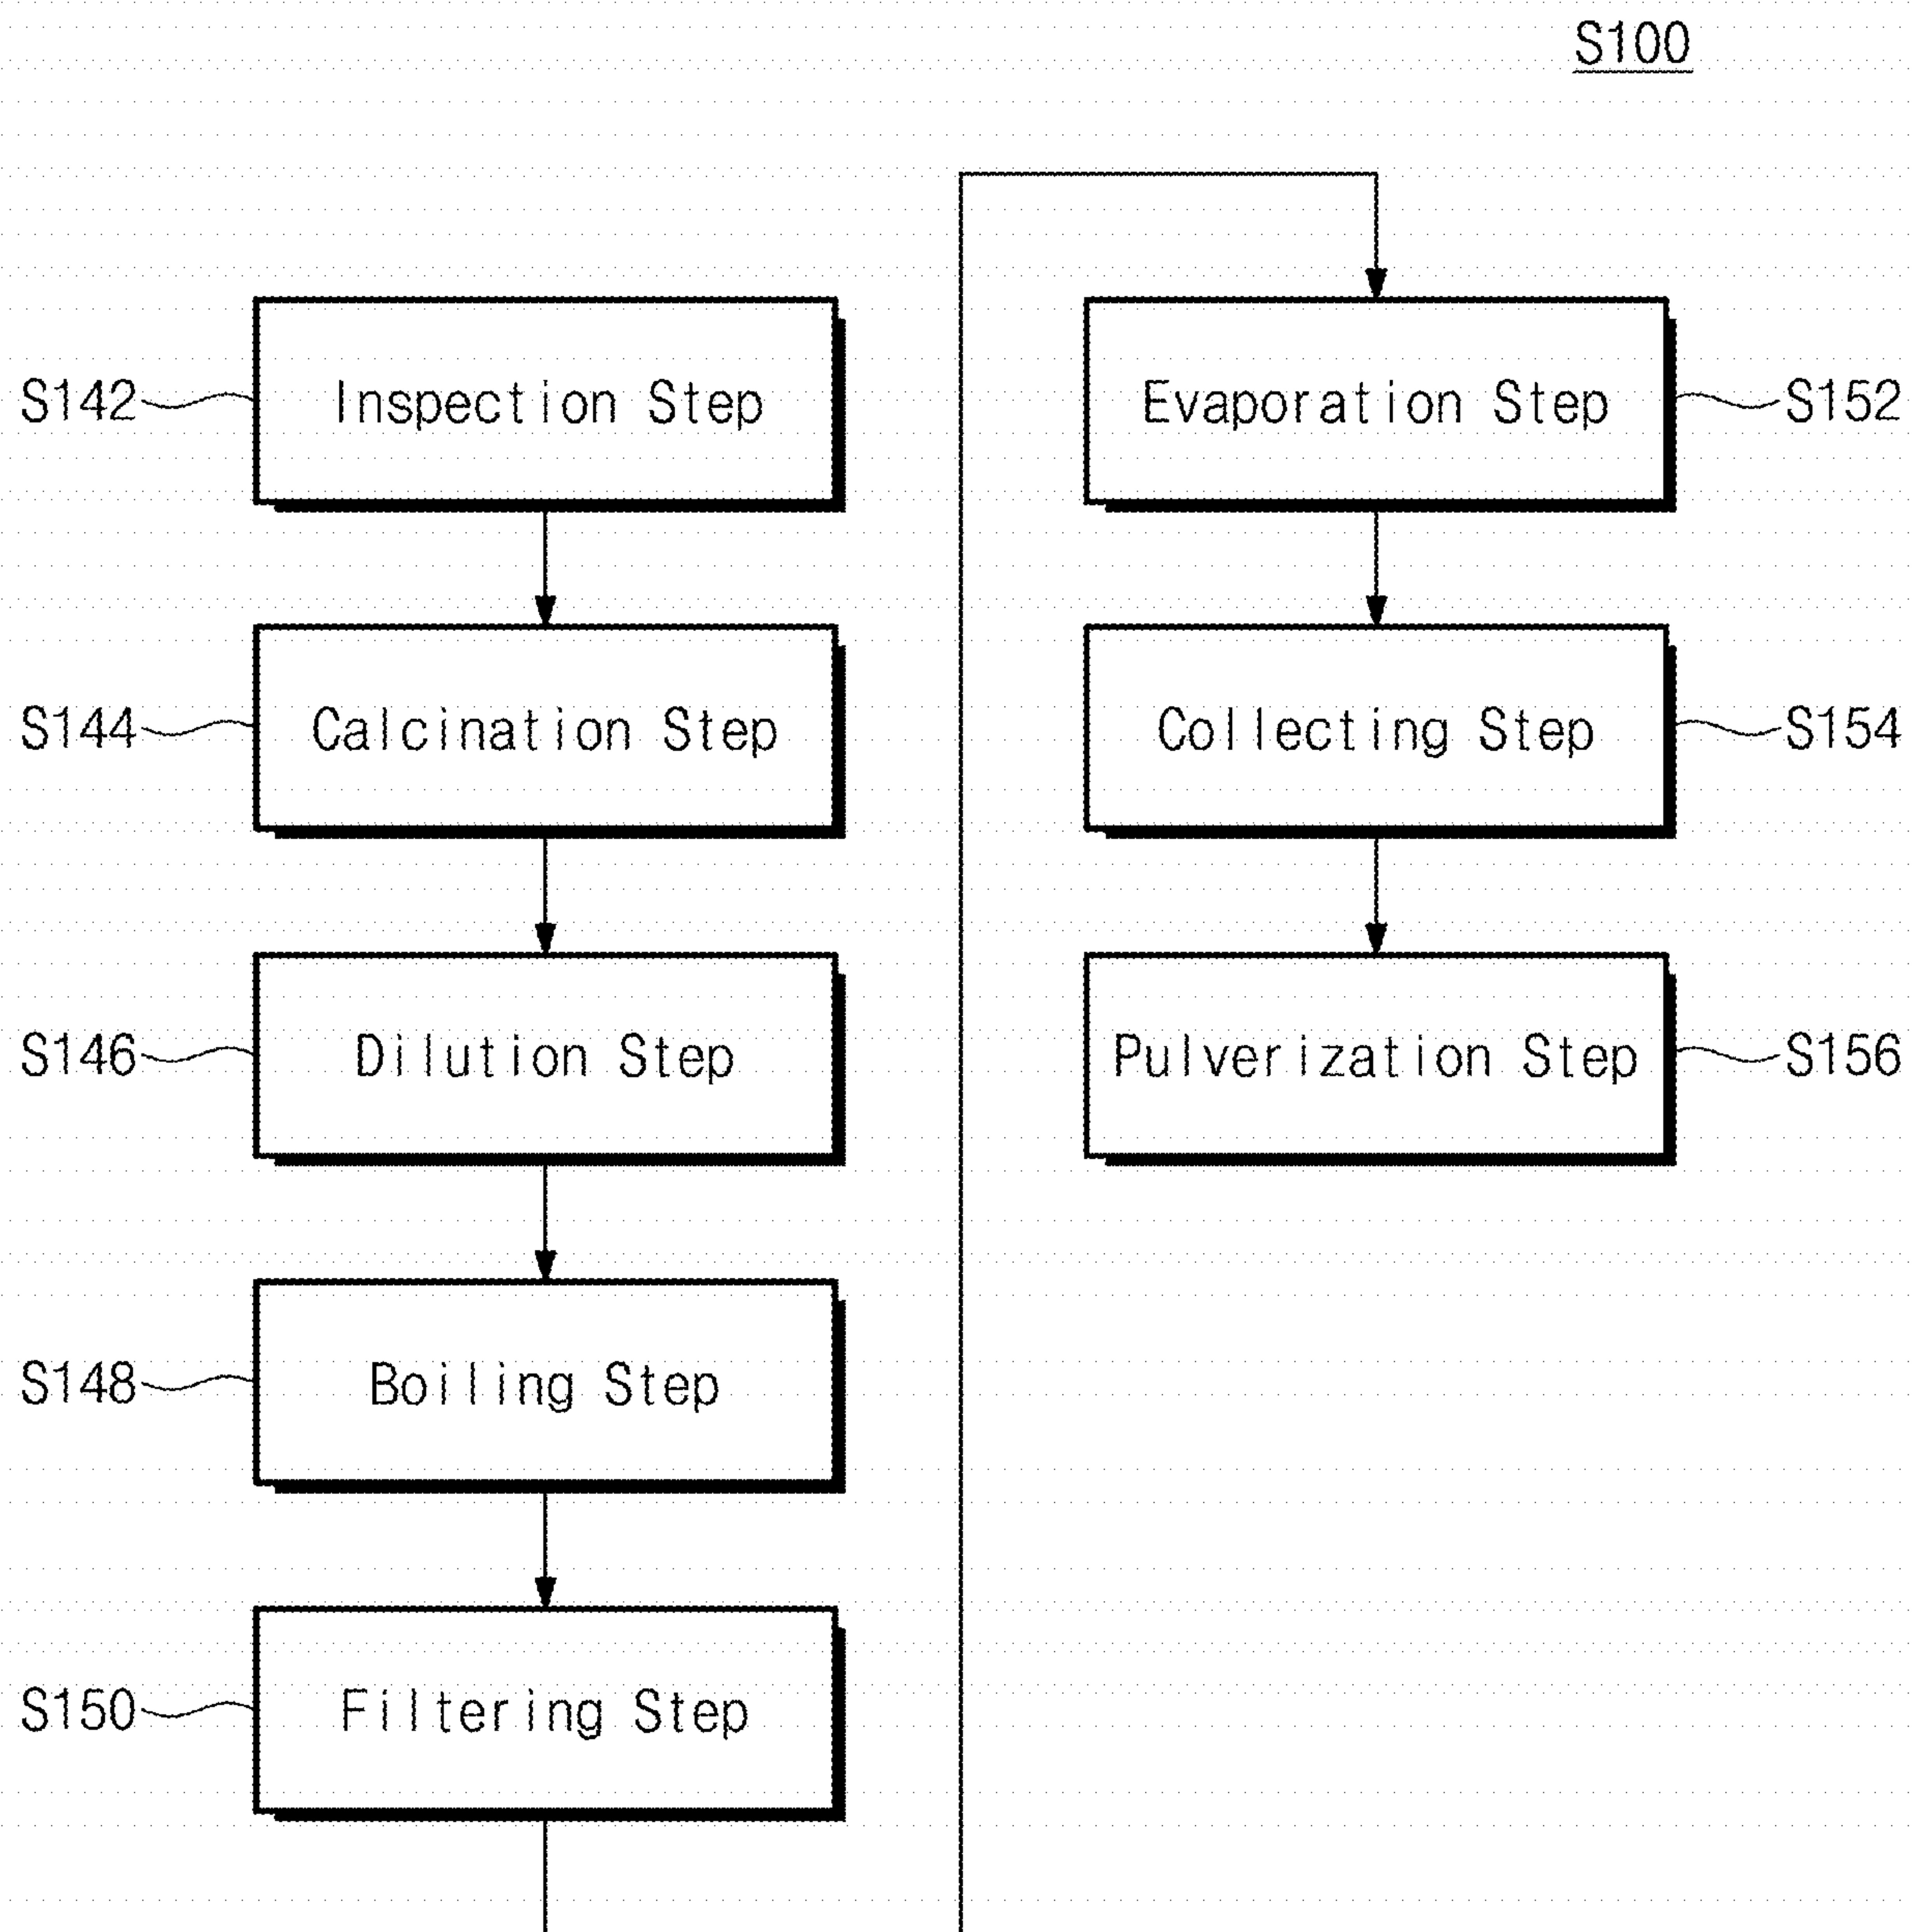 S100
S142 Inspection Step
S144 Calcination Step
S146 Dilution Step
S148 Boiling Step
S150 Filtering Step
Evaporation Step S152
Collecting Step S154
Pulverization Step S156